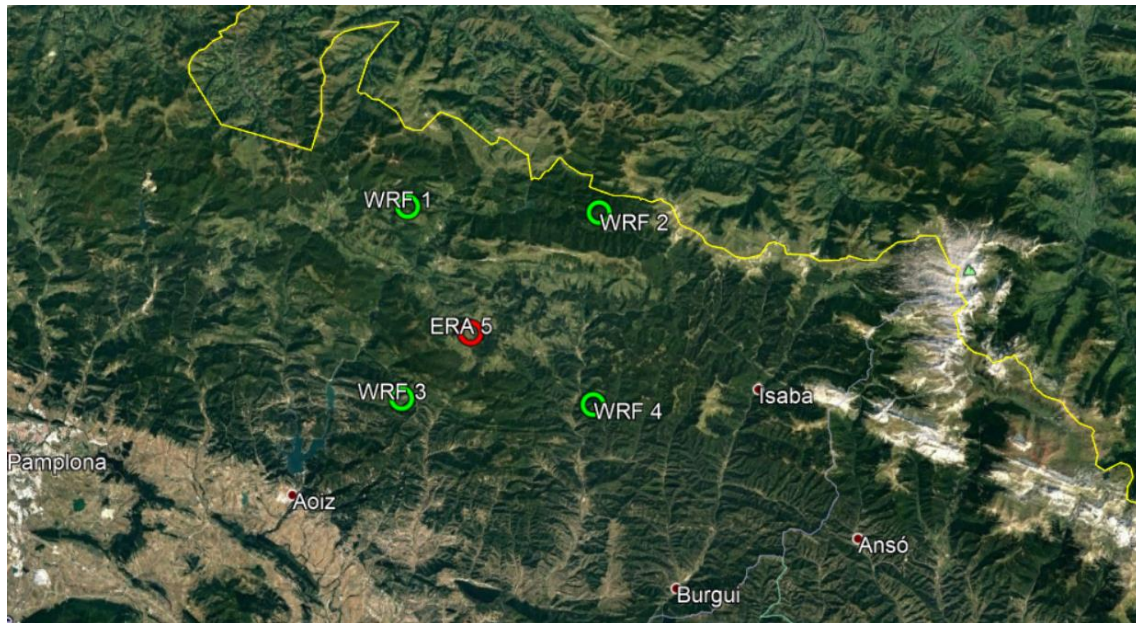 WRF 1
WRF 2
ERA 5
WRF 3
WRF 4
Isaba
Pamplona
Aoiz
Ansó
Burgui